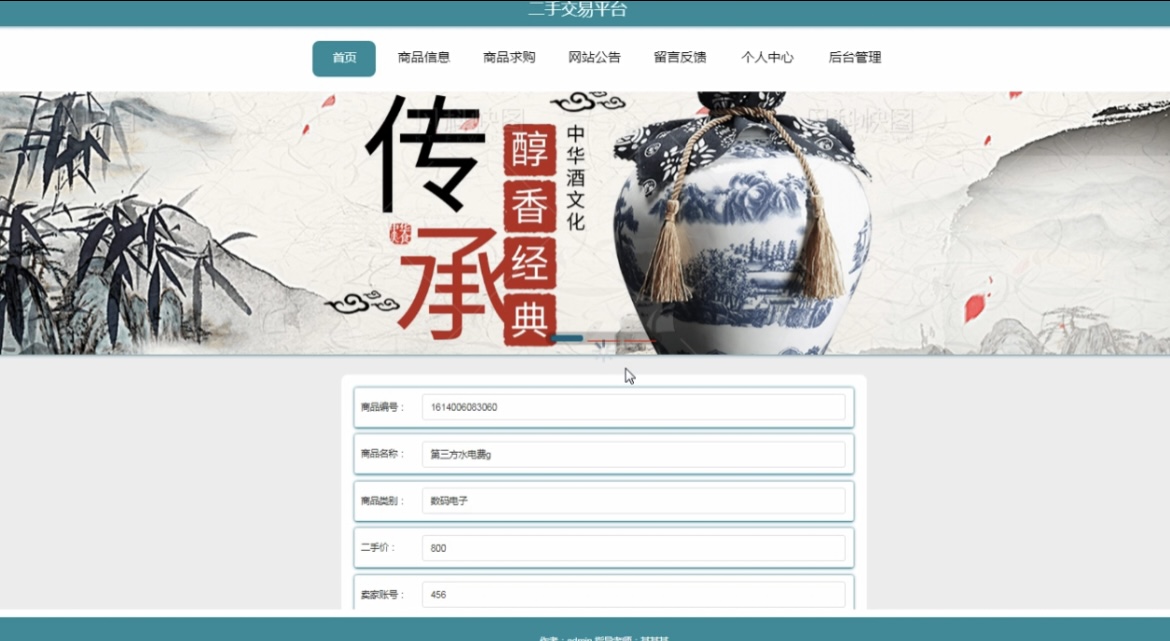 二手交易平台
首页 商品信息 商品求购 网站公告 留言反馈 个人中心 后台管理
传承
醇香经典
中华酒文化
商品编号： 1614006083060
商品名称： 第三方水电费g
商品类别： 数码电子
二手价： 800
卖家账号： 456